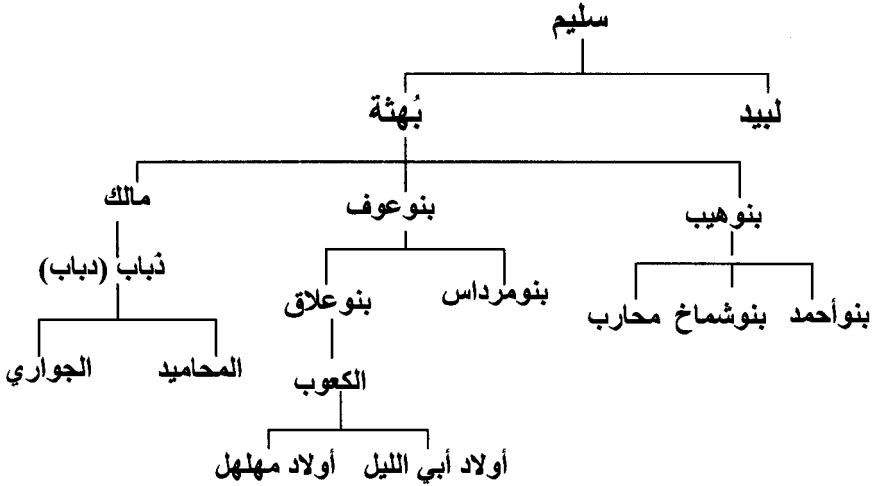 سليم
لبيد
بُهثة
بنوهيب
بنوعوف
مالك
بنوأحمد
بنوشماخ
محارب
بنومرداس
بنوعلاق
ذباب (دباب)
الكعوب
المحاميد
الجواري
أولاد أبي الليل
أولاد مهلهل